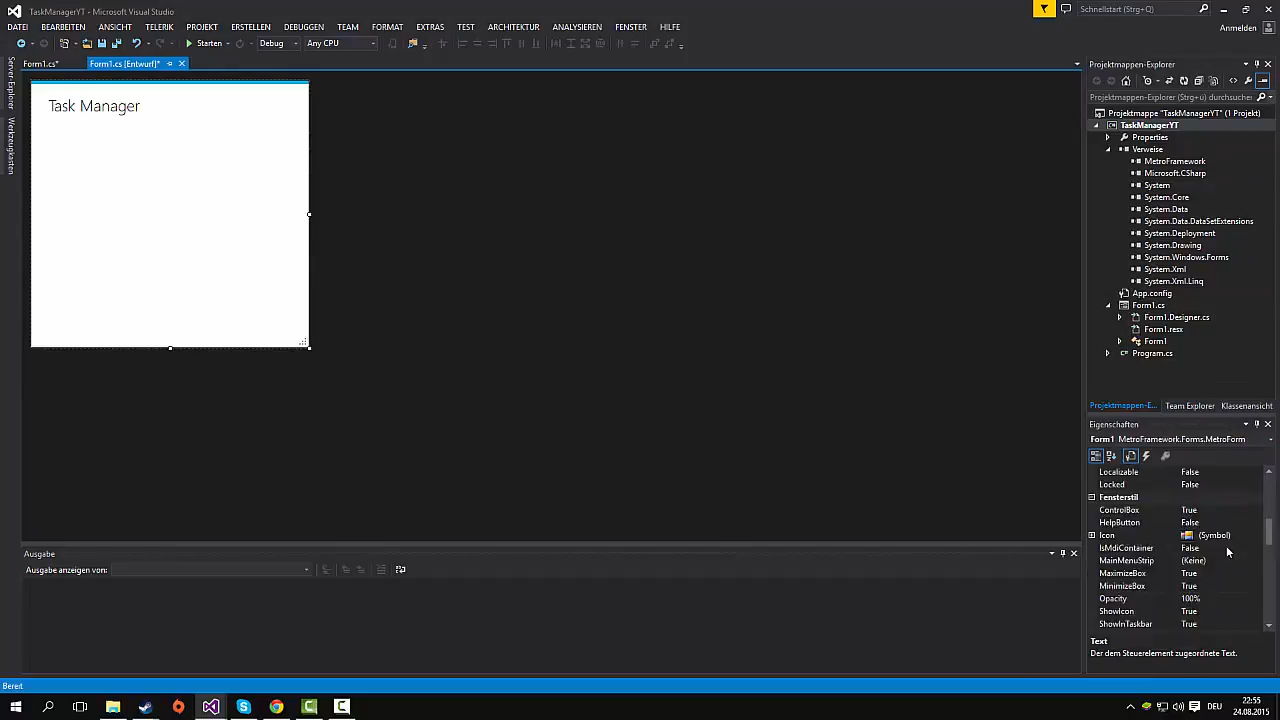 TaskManagerYT - Microsoft Visual Studio
Schnellstart (Strg+Q)
DATEI BEARBEITEN ANSICHT TELERIK PROJEKT ERSTELLEN DEBUGGEN TEAM FORMAT EXTRAS TEST ARCHITEKTUR ANALYSIEREN FENSTER HILFE
Anmelden
Starten Debug Any CPU
Form1.cs* Form1.cs [Entwurf]*
Server-Explorer
Werkzeugkasten
Task Manager
Projektmappen-Explorer
Projektmappen-Explorer (Strg+ü) durchsuchen
Projektmappe "TaskManagerYT" (1 Projekt)
TaskManagerYT
Properties
Verweise
MetroFramework
Microsoft.CSharp
System
System.Core
System.Data
System.Data.DataSetExtensions
System.Deployment
System.Drawing
System.Windows.Forms
System.Xml
System.Xml.Linq
App.config
Form1.cs
Form1.Designer.cs
Form1.resx
Form1
Program.cs
Projektmappen-E... Team Explorer Klassenansicht
Eigenschaften
Form1 MetroFramework.Forms.MetroForm
Localizable False
Locked False
Fensterstil
ControlBox True
HelpButton False
Icon (Symbol)
IsMdiContainer False
MainMenuStrip (Keine)
MaximizeBox True
MinimizeBox True
Opacity 100%
ShowIcon True
ShowInTaskbar True
Text
Der dem Steuerelement zugeordnete Text.
Ausgabe
Ausgabe anzeigen von:
Bereit
DEU
22:55
24.08.2015